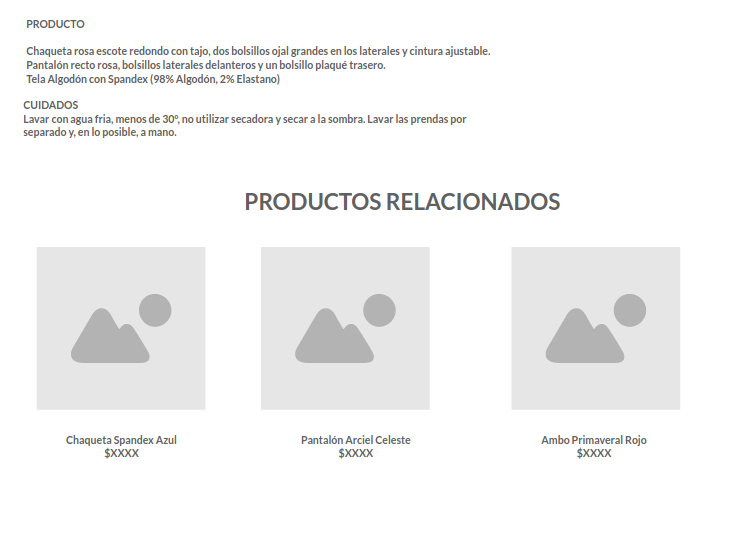 PRODUCTO
Chaqueta rosa escote redondo con tajo, dos bolsillos ojal grandes en los laterales y cintura ajustable.
Pantalón recto rosa, bolsillos laterales delanteros y un bolsillo plaqué trasero.
Tela Algodón con Spandex (98% Algodón, 2% Elastano)
CUIDADOS
Lavar con agua fria, menos de 30º, no utilizar secadora y secar a la sombra. Lavar las prendas por
separado y, en lo posible, a mano.
PRODUCTOS RELACIONADOS
Chaqueta Spandex Azul
$XXXX
Pantalón Arciel Celeste
$XXXX
Ambo Primaveral Rojo
$XXXX